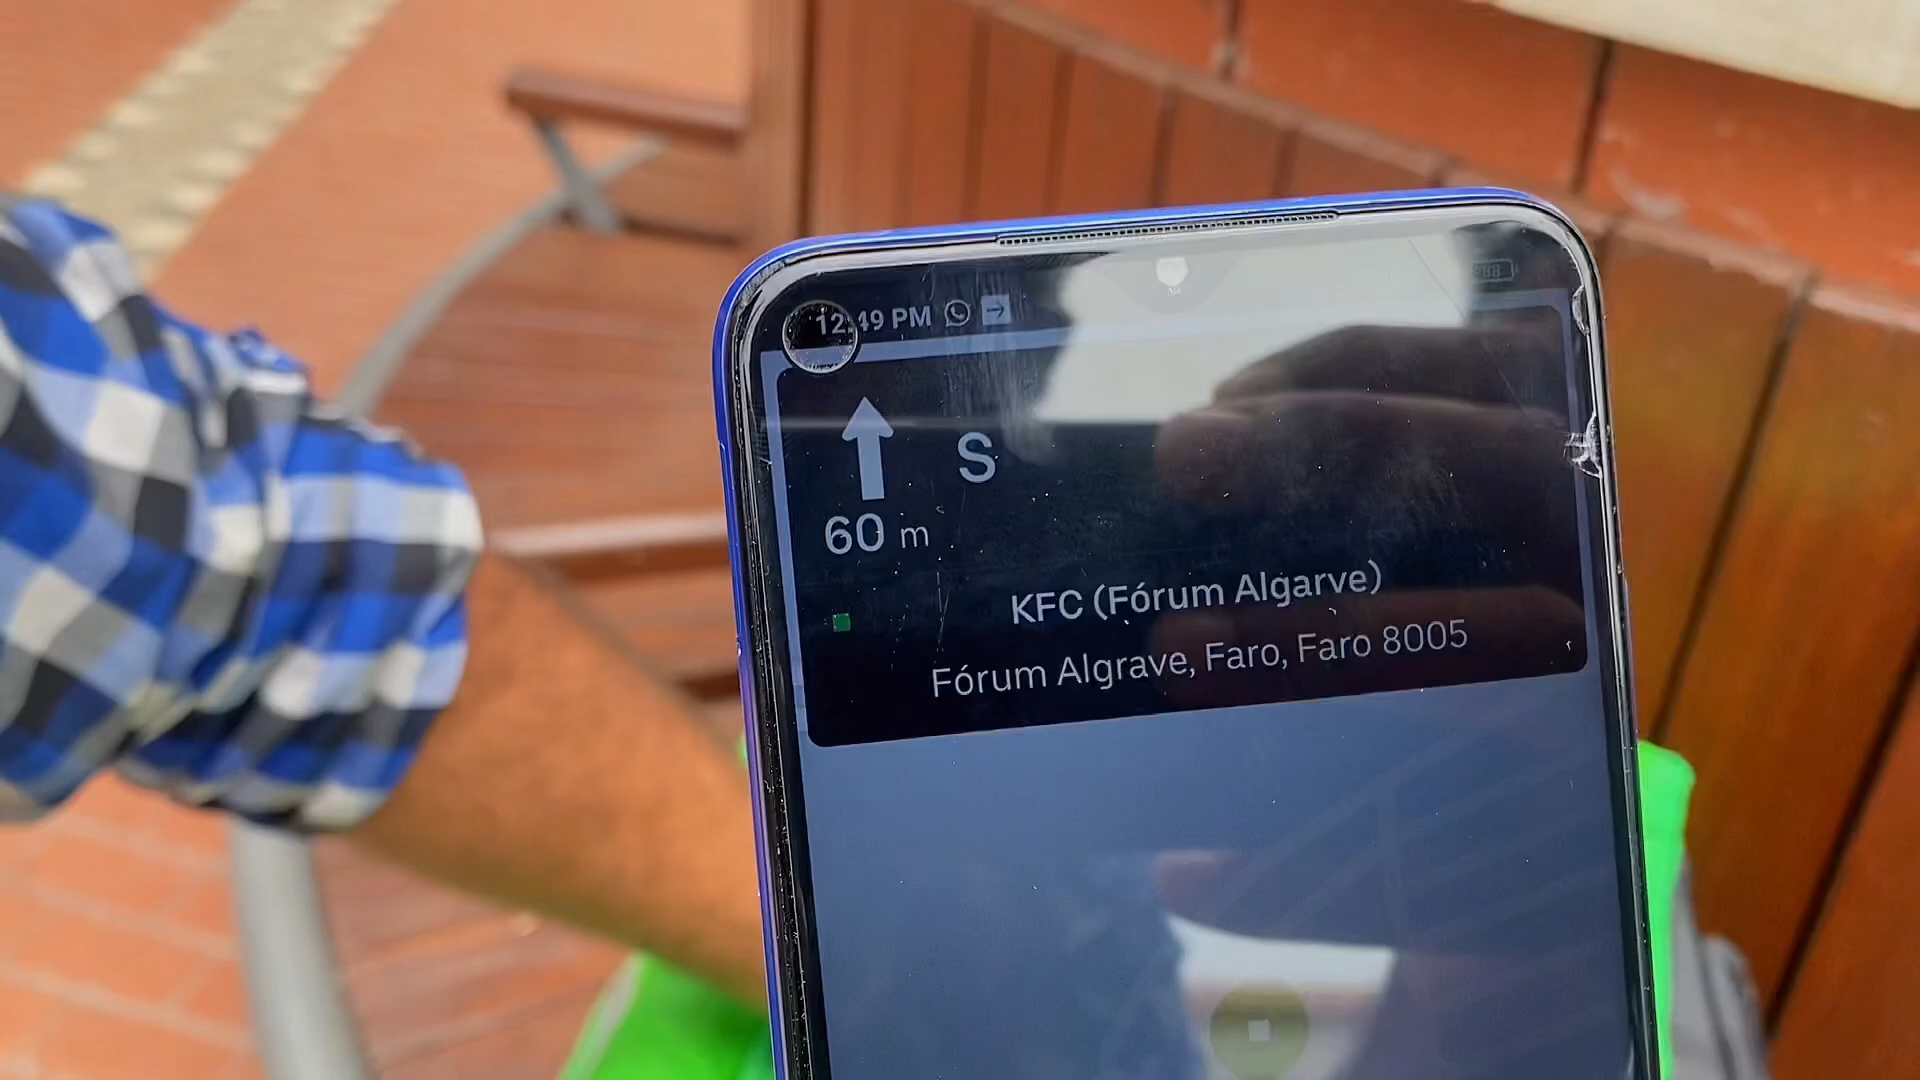 12:49 PM
S
60 m
KFC (Fórum Algarve)
Fórum Algrave, Faro, Faro 8005